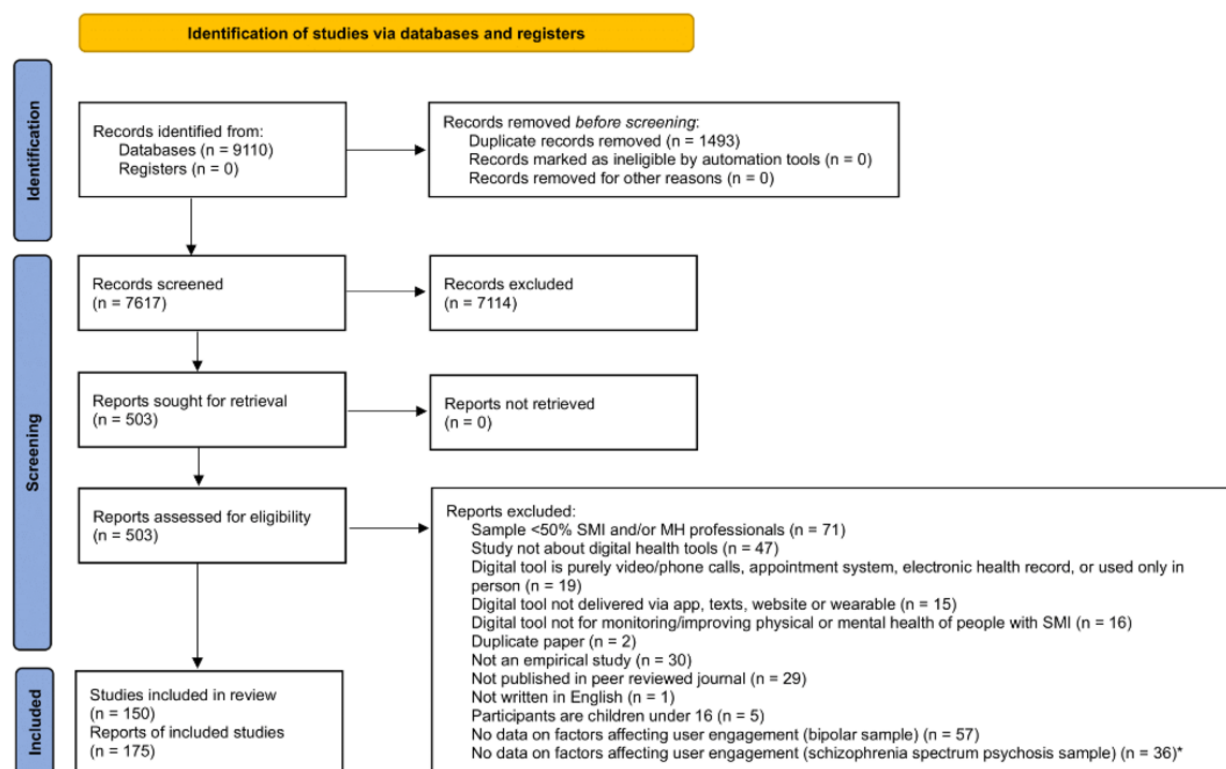 Identification of studies via databases and registers
Identification
Records identified from:
Databases (n = 9110)
Registers (n = 0)
Records removed before screening:
Duplicate records removed (n = 1493)
Records marked as ineligible by automation tools (n = 0)
Records removed for other reasons (n = 0)
Screening
Records screened
(n = 7617)
Records excluded
(n = 7114)
Reports sought for retrieval
(n = 503)
Reports not retrieved
(n = 0)
Reports assessed for eligibility
(n = 503)
Reports excluded:
Sample <50% SMI and/or MH professionals (n = 71)
Study not about digital health tools (n = 47)
Digital tool is purely video/phone calls, appointment system, electronic health record, or used only in
person (n = 19)
Digital tool not delivered via app, texts, website or wearable (n = 15)
Digital tool not for monitoring/improving physical or mental health of people with SMI (n = 16)
Duplicate paper (n = 2)
Not an empirical study (n = 30)
Not published in peer reviewed journal (n = 29)
Not written in English (n = 1)
Participants are children under 16 (n = 5)
No data on factors affecting user engagement (bipolar sample) (n = 57)
No data on factors affecting user engagement (schizophrenia spectrum psychosis sample) (n = 36)*
Included
Studies included in review
(n = 150)
Reports of included studies
(n = 175)